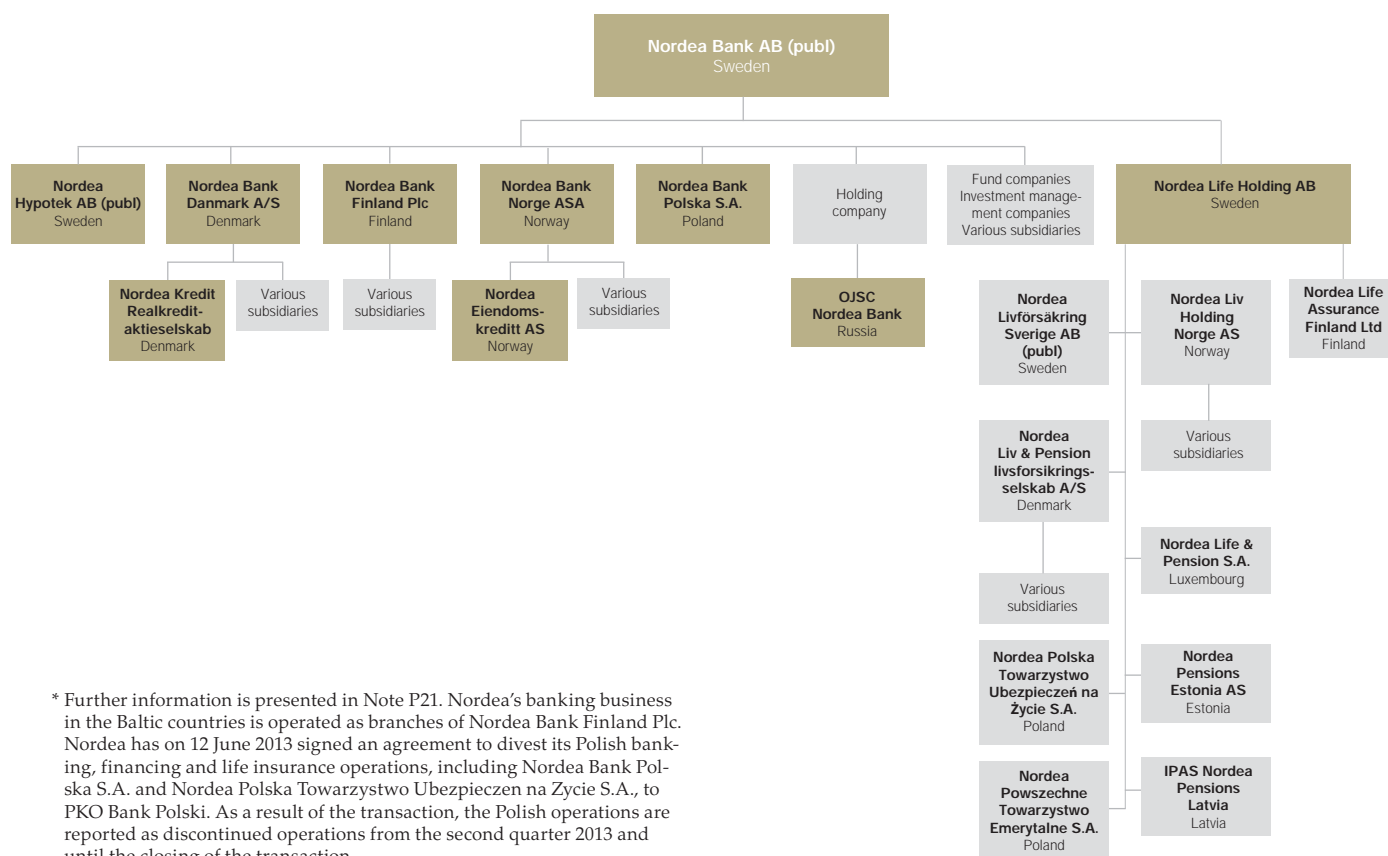 Nordea Bank AB (publ)
Sweden
Nordea
Hypotek AB (publ)
Sweden
Nordea Bank
Danmark A/S
Denmark
Nordea Bank
Finland Plc
Finland
Nordea Bank
Norge ASA
Norway
Nordea Bank
Polska S.A.
Poland
Holding
company
Fund companies
Investment manage-
ment companies
Various subsidiaries
Nordea Life Holding AB
Sweden
Nordea Kredit
Realkredit-
aktieselskab
Denmark
Various
subsidiaries
Various
subsidiaries
Nordea
Eiendoms-
kreditt AS
Norway
Various
subsidiaries
OJSC
Nordea Bank
Russia
Nordea
Livförsäkring
Sverige AB
(publ)
Sweden
Nordea Liv
Holding
Norge AS
Norway
Nordea Life
Assurance
Finland Ltd
Finland
Nordea
Liv & Pension
livsforsikrings-
selskab A/S
Denmark
Various
subsidiaries
Nordea Life &
Pension S.A.
Luxembourg
Various
subsidiaries
Nordea Polska
Towarzystwo
Ubezpieczeń na
Życie S.A.
Poland
Nordea
Pensions
Estonia AS
Estonia
Nordea
Powszechne
Towarzystwo
Emerytalne S.A.
Poland
IPAS Nordea
Pensions
Latvia
Latvia
* Further information is presented in Note P21. Nordea's banking business
in the Baltic countries is operated as branches of Nordea Bank Finland Plc.
Nordea has on 12 June 2013 signed an agreement to divest its Polish bank-
ing, financing and life insurance operations, including Nordea Bank Pol-
ska S.A. and Nordea Polska Towarzystwo Ubezpieczen na Zycie S.A., to
PKO Bank Polski. As a result of the transaction, the Polish operations are
reported as discontinued operations from the second quarter 2013 and
until the closing of the transaction.